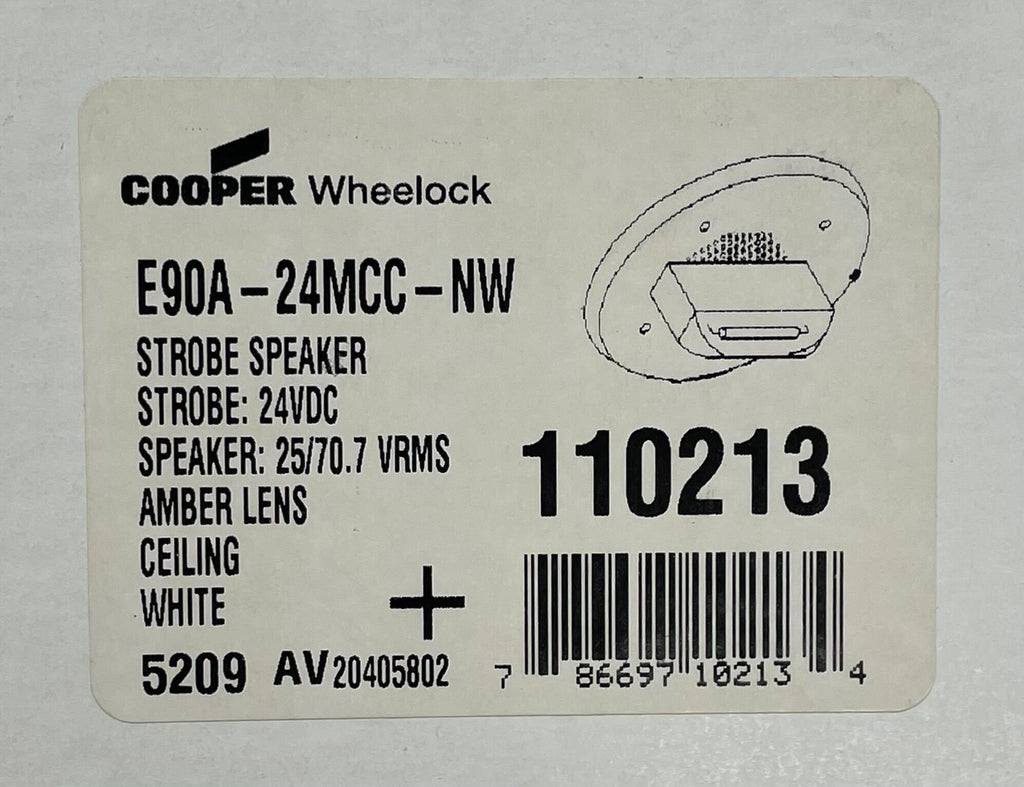 COOPER Wheelock
E90A-24MCC-NW
STROBE SPEAKER
STROBE: 24VDC
SPEAKER: 25/70.7 VRMS
AMBER LENS
CEILING
WHITE
5209 AV20405802
110213
7 86697 10213 4